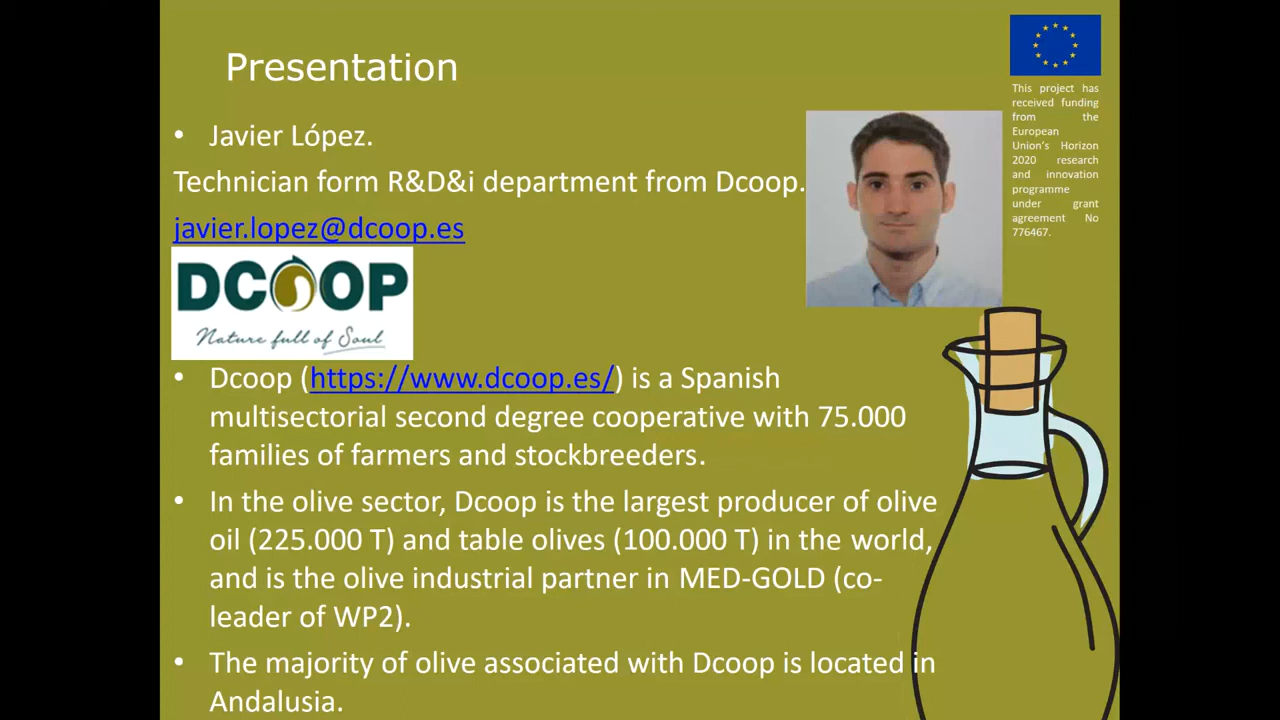 Presentation
• Javier López.
Technician form R&D&i department from Dcoop.
javier.lopez@dcoop.es
DCOOP
Nature full of Soul
• Dcoop (https://www.dcoop.es/) is a Spanish
multisectorial second degree cooperative with 75.000
families of farmers and stockbreeders.
• In the olive sector, Dcoop is the largest producer of olive
oil (225.000 T) and table olives (100.000 T) in the world,
and is the olive industrial partner in MED-GOLD (co-
leader of WP2).
• The majority of olive associated with Dcoop is located in
Andalusia.
This project has
received funding
from the
European
Union's Horizon
2020 research
and innovation
programme
under grant
agreement No
776467.